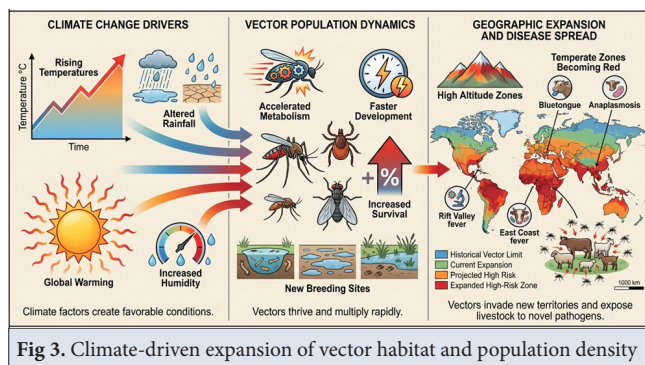 CLIMATE CHANGE DRIVERS
Temperature °C
Rising Temperatures
Time
Altered
Rainfall
Global Warming
Increased
Humidity
Climate factors create favorable conditions.
VECTOR POPULATION DYNAMICS
Accelerated
Metabolism
Faster
Development
+ %
Increased
Survival
New Breeding Sites
Vectors thrive and multiply rapidly.
GEOGRAPHIC EXPANSION
AND DISEASE SPREAD
High Altitude Zones
Temperate Zones
Becoming Red
Bluetongue
Anaplasmosis
Rift Valley
fever
East Coast
fever
Historical Vector Limit
Current Expansion
Projected High Risk
Expanded High-Risk Zone
1000 km
Vectors invade new territories and expose
livestock to novel pathogens.
Fig 3. Climate-driven expansion of vector habitat and population density